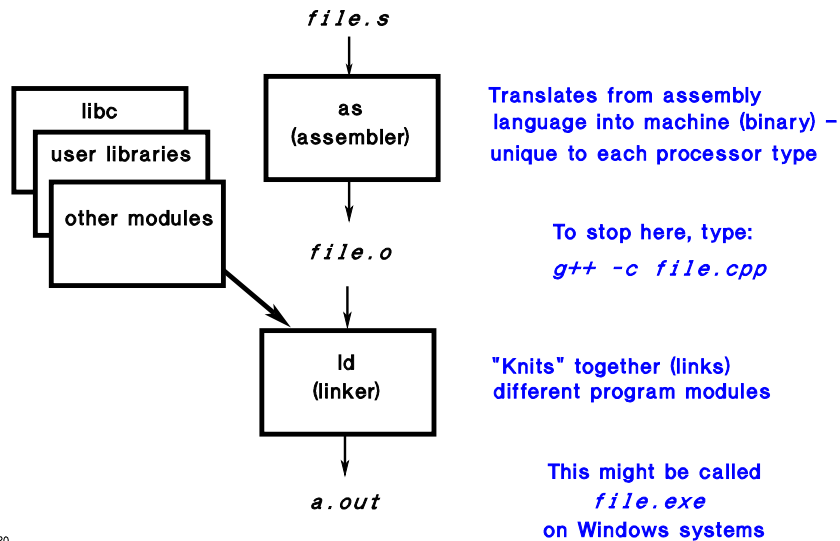 file.s
libc
user libraries
other modules
as
(assembler)
Translates from assembly
language into machine (binary) –
unique to each processor type
file.o
To stop here, type:
g++ -c file.cpp
ld
(linker)
"Knits" together (links)
different program modules
a.out
This might be called
file.exe
on Windows systems